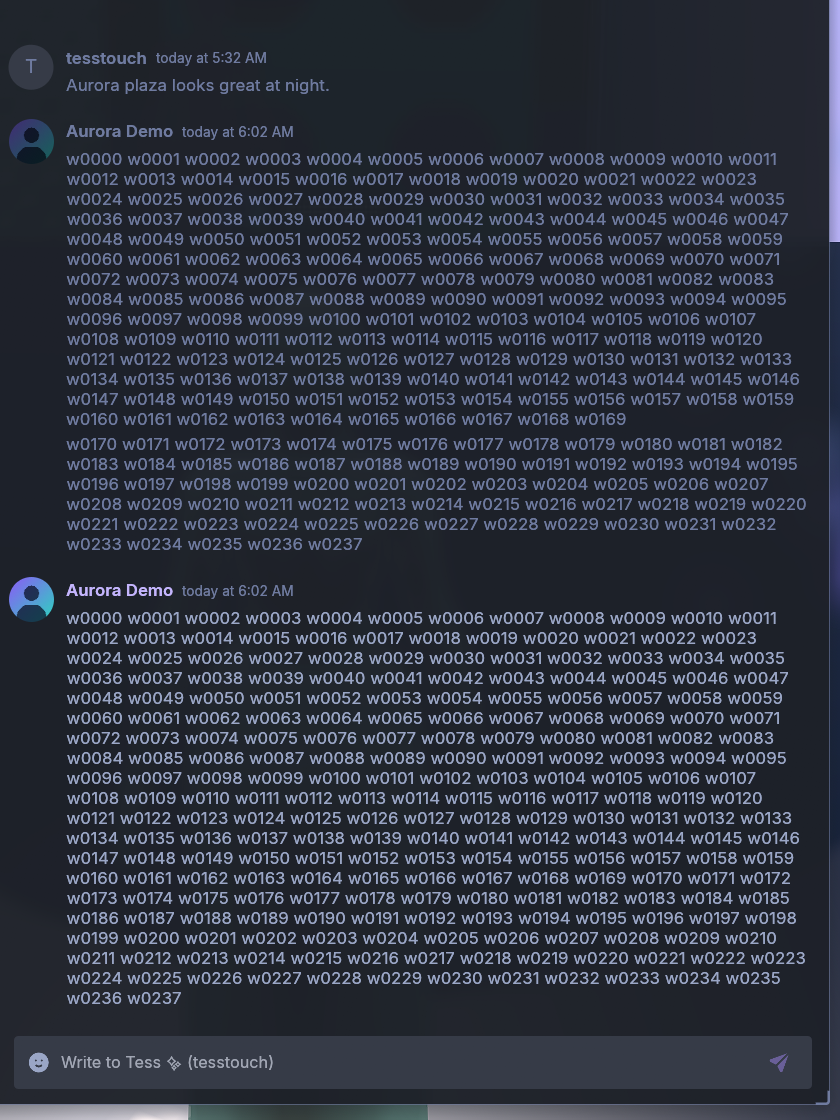 T
tesstouch today at 5:32 AM
Aurora plaza looks great at night.
Aurora Demo today at 6:02 AM
w0000 w0001 w0002 w0003 w0004 w0005 w0006 w0007 w0008 w0009 w0010 w0011
w0012 w0013 w0014 w0015 w0016 w0017 w0018 w0019 w0020 w0021 w0022 w0023
w0024 w0025 w0026 w0027 w0028 w0029 w0030 w0031 w0032 w0033 w0034 w0035
w0036 w0037 w0038 w0039 w0040 w0041 w0042 w0043 w0044 w0045 w0046 w0047
w0048 w0049 w0050 w0051 w0052 w0053 w0054 w0055 w0056 w0057 w0058 w0059
w0060 w0061 w0062 w0063 w0064 w0065 w0066 w0067 w0068 w0069 w0070 w0071
w0072 w0073 w0074 w0075 w0076 w0077 w0078 w0079 w0080 w0081 w0082 w0083
w0084 w0085 w0086 w0087 w0088 w0089 w0090 w0091 w0092 w0093 w0094 w0095
w0096 w0097 w0098 w0099 w0100 w0101 w0102 w0103 w0104 w0105 w0106 w0107
w0108 w0109 w0110 w0111 w0112 w0113 w0114 w0115 w0116 w0117 w0118 w0119 w0120
w0121 w0122 w0123 w0124 w0125 w0126 w0127 w0128 w0129 w0130 w0131 w0132 w0133
w0134 w0135 w0136 w0137 w0138 w0139 w0140 w0141 w0142 w0143 w0144 w0145 w0146
w0147 w0148 w0149 w0150 w0151 w0152 w0153 w0154 w0155 w0156 w0157 w0158 w0159
w0160 w0161 w0162 w0163 w0164 w0165 w0166 w0167 w0168 w0169
w0170 w0171 w0172 w0173 w0174 w0175 w0176 w0177 w0178 w0179 w0180 w0181 w0182
w0183 w0184 w0185 w0186 w0187 w0188 w0189 w0190 w0191 w0192 w0193 w0194 w0195
w0196 w0197 w0198 w0199 w0200 w0201 w0202 w0203 w0204 w0205 w0206 w0207
w0208 w0209 w0210 w0211 w0212 w0213 w0214 w0215 w0216 w0217 w0218 w0219 w0220
w0221 w0222 w0223 w0224 w0225 w0226 w0227 w0228 w0229 w0230 w0231 w0232
w0233 w0234 w0235 w0236 w0237
Aurora Demo today at 6:02 AM
w0000 w0001 w0002 w0003 w0004 w0005 w0006 w0007 w0008 w0009 w0010 w0011
w0012 w0013 w0014 w0015 w0016 w0017 w0018 w0019 w0020 w0021 w0022 w0023
w0024 w0025 w0026 w0027 w0028 w0029 w0030 w0031 w0032 w0033 w0034 w0035
w0036 w0037 w0038 w0039 w0040 w0041 w0042 w0043 w0044 w0045 w0046 w0047
w0048 w0049 w0050 w0051 w0052 w0053 w0054 w0055 w0056 w0057 w0058 w0059
w0060 w0061 w0062 w0063 w0064 w0065 w0066 w0067 w0068 w0069 w0070 w0071
w0072 w0073 w0074 w0075 w0076 w0077 w0078 w0079 w0080 w0081 w0082 w0083
w0084 w0085 w0086 w0087 w0088 w0089 w0090 w0091 w0092 w0093 w0094 w0095
w0096 w0097 w0098 w0099 w0100 w0101 w0102 w0103 w0104 w0105 w0106 w0107
w0108 w0109 w0110 w0111 w0112 w0113 w0114 w0115 w0116 w0117 w0118 w0119 w0120
w0121 w0122 w0123 w0124 w0125 w0126 w0127 w0128 w0129 w0130 w0131 w0132 w0133
w0134 w0135 w0136 w0137 w0138 w0139 w0140 w0141 w0142 w0143 w0144 w0145 w0146
w0147 w0148 w0149 w0150 w0151 w0152 w0153 w0154 w0155 w0156 w0157 w0158 w0159
w0160 w0161 w0162 w0163 w0164 w0165 w0166 w0167 w0168 w0169 w0170 w0171 w0172
w0173 w0174 w0175 w0176 w0177 w0178 w0179 w0180 w0181 w0182 w0183 w0184 w0185
w0186 w0187 w0188 w0189 w0190 w0191 w0192 w0193 w0194 w0195 w0196 w0197 w0198
w0199 w0200 w0201 w0202 w0203 w0204 w0205 w0206 w0207 w0208 w0209 w0210
w0211 w0212 w0213 w0214 w0215 w0216 w0217 w0218 w0219 w0220 w0221 w0222 w0223
w0224 w0225 w0226 w0227 w0228 w0229 w0230 w0231 w0232 w0233 w0234 w0235
w0236 w0237
Write to Tess ✨ (tesstouch)